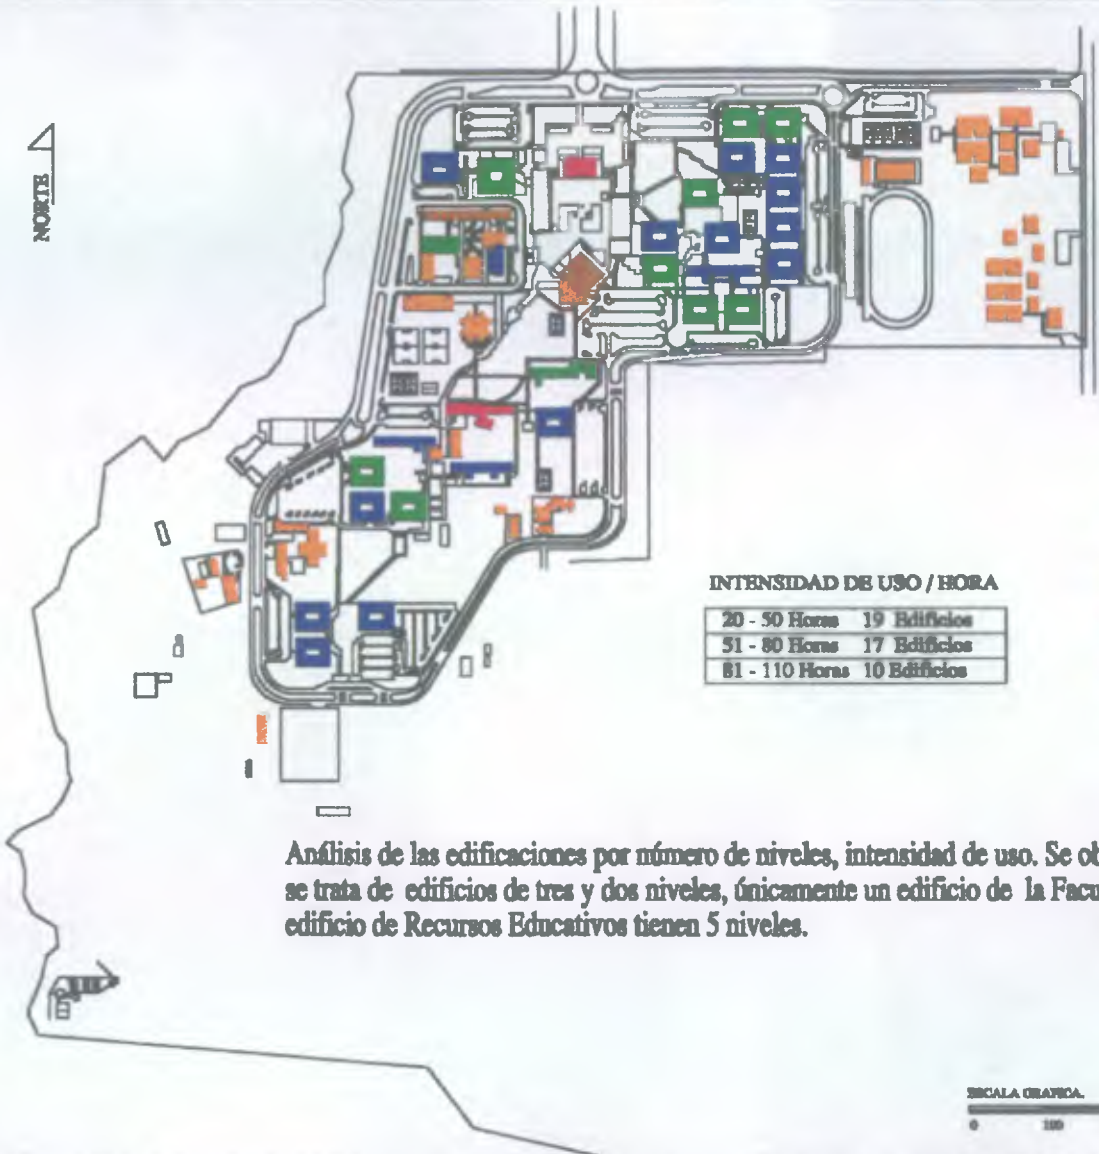 NORTE
INTENSIDAD DE USO / HORA
20 - 50 Horas 19 Edificios
51 - 80 Horas 17 Edificios
81 - 110 Horas 10 Edificios
Análisis de las edificaciones por número de niveles, intensidad de uso. Se ob
se trata de edificios de tres y dos niveles, únicamente un edificio de la Facu
edificio de Recursos Educativos tienen 5 niveles.
ESCALA GRAFICA.
0 100